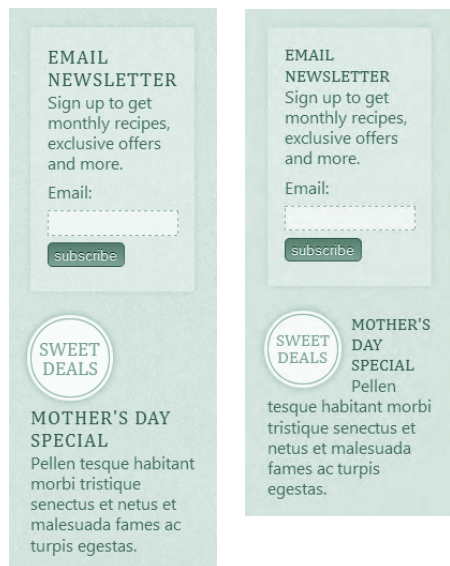 EMAIL
NEWSLETTER
Sign up to get
monthly recipes,
exclusive offers
and more.
Email:
subscribe
SWEET
DEALS
MOTHER'S DAY
SPECIAL
Pellen tesque habitant
morbi tristique
senectus et netus et
malesuada fames ac
turpis egestas.
EMAIL
NEWSLETTER
Sign up to get
monthly recipes,
exclusive offers
and more.
Email:
subscribe
SWEET
DEALS
MOTHER'S
DAY
SPECIAL
Pellen
tesque habitant morbi
tristique senectus et
netus et malesuada
fames ac turpis
egestas.